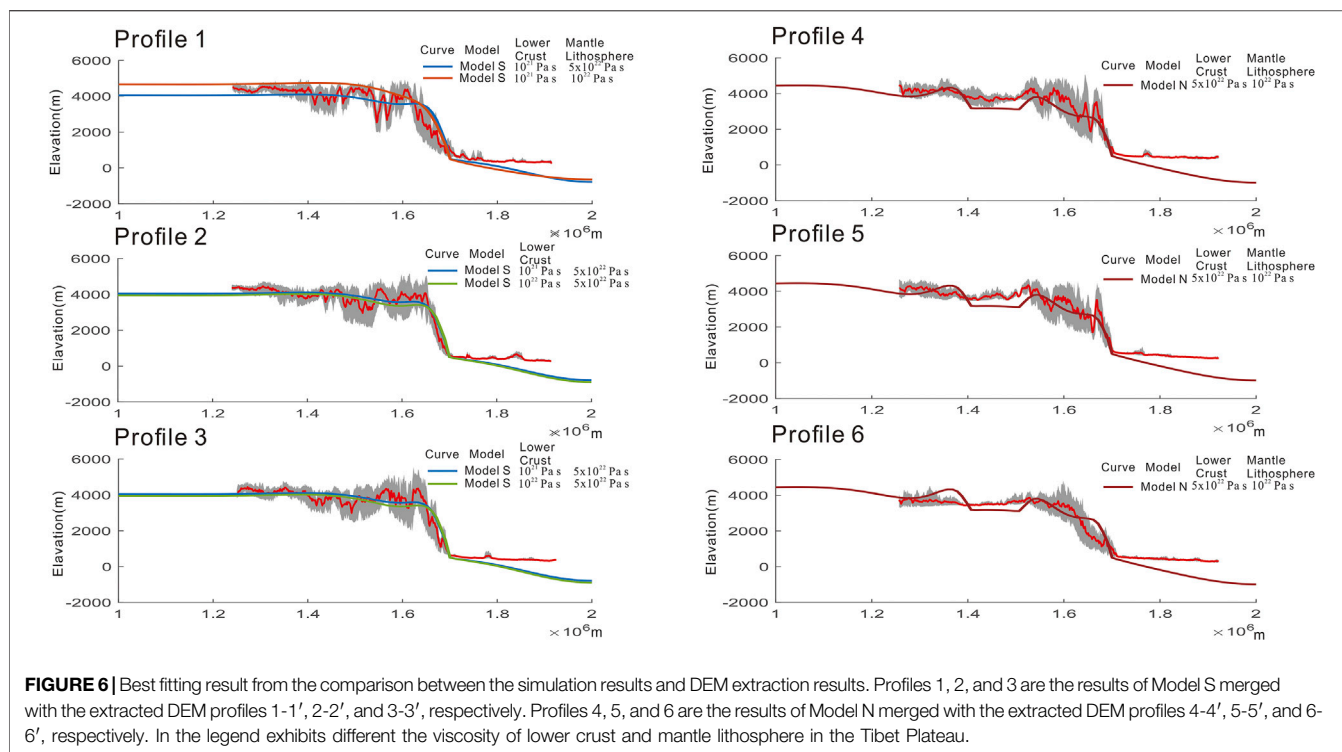 Profile 1
Curve Model Lower Crust Mantle Lithosphere
Model S 10²¹ Pa s 5x10²² Pa s
Model S 10²¹ Pa s 10²² Pa s
Elavation(m)
6000
4000
2000
0
-2000
1 1.2 1.4 1.6 1.8 2
× 10⁶ m
Profile 2
Curve Model Lower Crust
Model S 10²¹ Pa s 5x10²² Pa s
Model S 10²² Pa s 5x10²² Pa s
Elavation(m)
6000
4000
2000
0
-2000
1 1.2 1.4 1.6 1.8 2
× 10⁶ m
Profile 3
Curve Model Lower Crust
Model S 10²¹ Pa s 5x10²² Pa s
Model S 10²² Pa s 5x10²² Pa s
Elavation(m)
6000
4000
2000
0
-2000
1 1.2 1.4 1.6 1.8 2
× 10⁶ m
Profile 4
Curve Model Lower Crust Mantle Lithosphere
Model N 5x10²² Pa s 10²² Pa s
Elavation(m)
6000
4000
2000
0
-2000
1 1.2 1.4 1.6 1.8 2
× 10⁶ m
Profile 5
Curve Model Lower Crust Mantle Lithosphere
Model N 5x10²² Pa s 10²² Pa s
Elavation(m)
6000
4000
2000
0
-2000
1 1.2 1.4 1.6 1.8 2
× 10⁶ m
Profile 6
Curve Model Lower Crust Mantle Lithosphere
Model N 5x10²² Pa s 10²² Pa s
Elavation(m)
6000
4000
2000
0
-2000
1 1.2 1.4 1.6 1.8 2
× 10⁶ m
FIGURE 6 | Best fitting result from the comparison between the simulation results and DEM extraction results. Profiles 1, 2, and 3 are the results of Model S merged
with the extracted DEM profiles 1-1′, 2-2′, and 3-3′, respectively. Profiles 4, 5, and 6 are the results of Model N merged with the extracted DEM profiles 4-4′, 5-5′, and 6-
6′, respectively. In the legend exhibits different the viscosity of lower crust and mantle lithosphere in the Tibet Plateau.